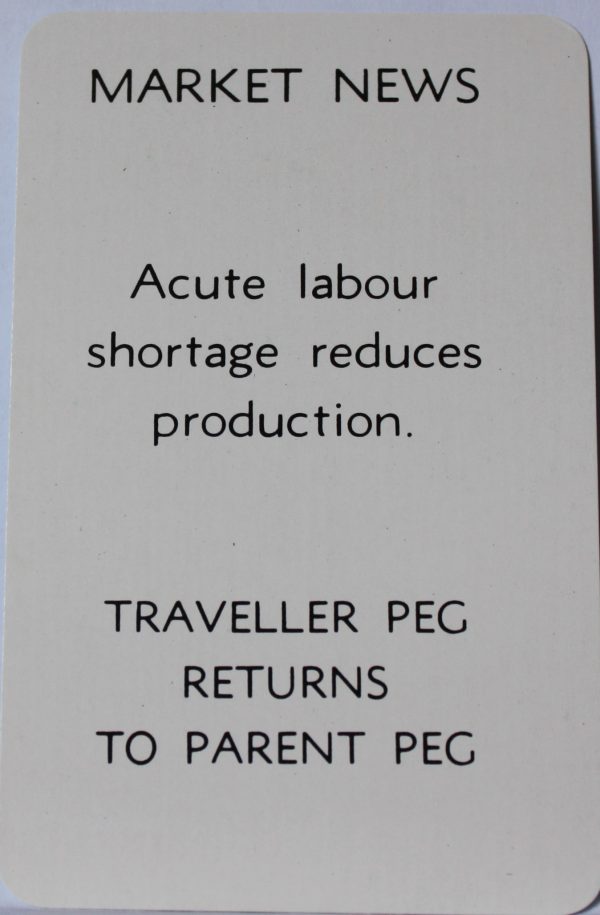 MARKET NEWS
Acute labour
shortage reduces
production.
TRAVELLER PEG
RETURNS
TO PARENT PEG